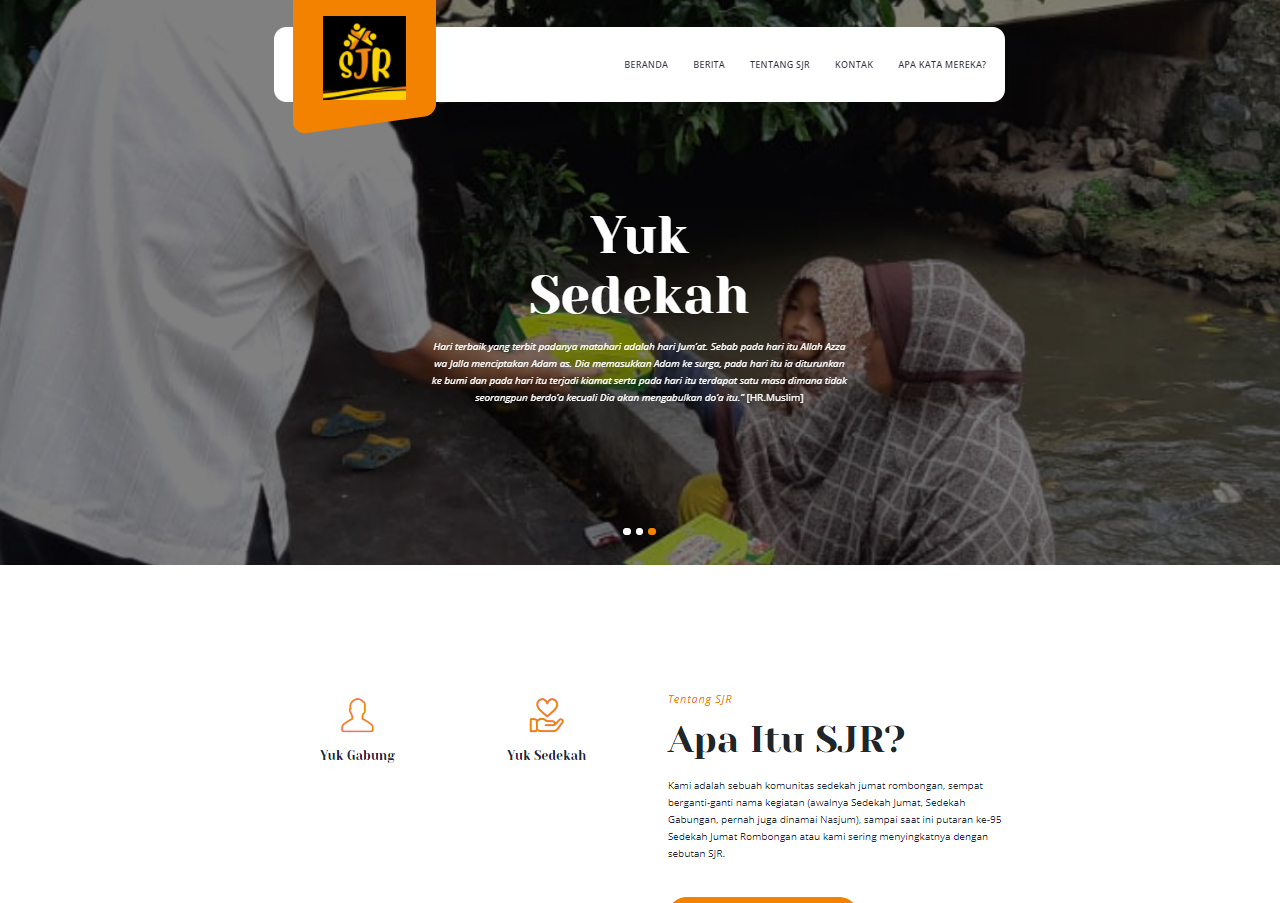 SJR
BERANDA BERITA TENTANG SJR KONTAK APA KATA MEREKA?
Yuk
Sedekah
Hari terbaik yang terbit padanya matahari adalah hari Jum’at. Sebab pada hari itu Allah Azza
wa Jalla menciptakan Adam as. Dia memasukkan Adam ke surga, pada hari itu ia diturunkan
ke bumi dan pada hari itu terjadi kiamat serta pada hari itu terdapat satu masa dimana tidak
seorangpun berdo’a kecuali Dia akan mengabulkan do’a itu.” [HR.Muslim]
Yuk Gabung
Yuk Sedekah
Tentang SJR
Apa Itu SJR?
Kami adalah sebuah komunitas sedekah jumat rombongan, sempat
berganti-ganti nama kegiatan (awalnya Sedekah Jumat, Sedekah
Gabungan, pernah juga dinamai Nasjum), sampai saat ini putaran ke-95
Sedekah Jumat Rombongan atau kami sering menyingkatnya dengan
sebutan SJR.